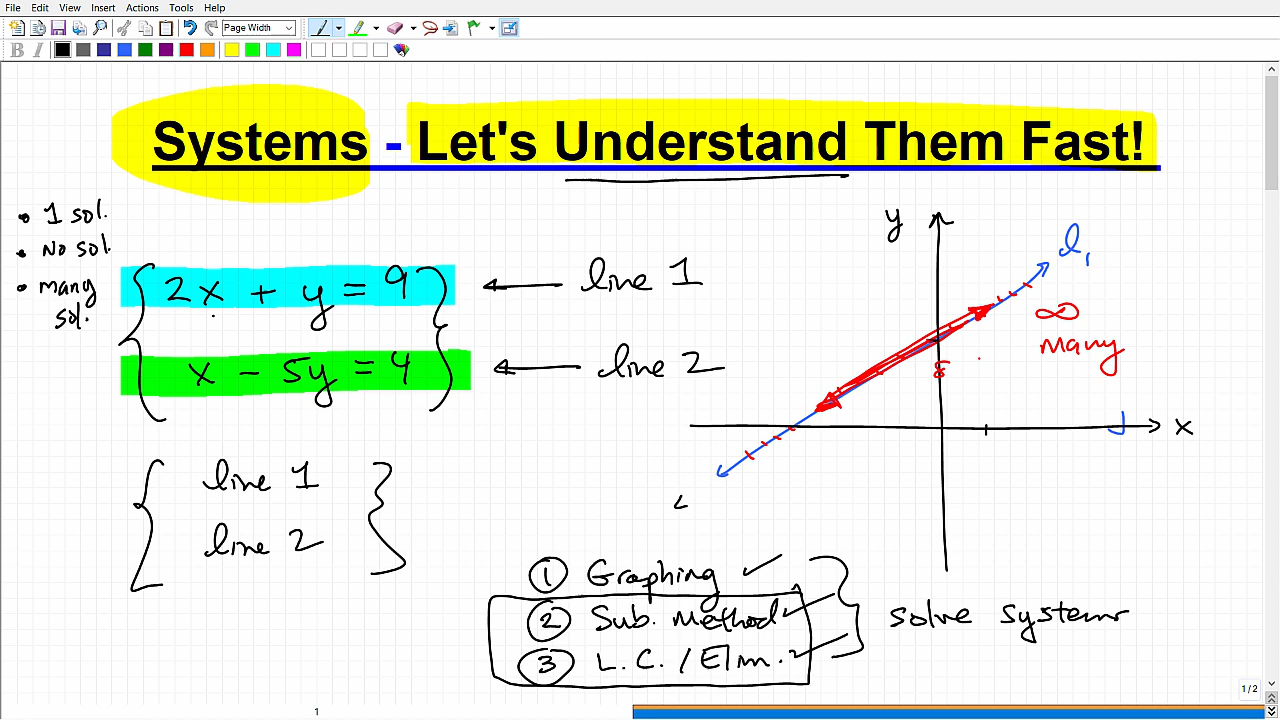 File Edit View Insert Actions Tools Help
Page Width
B I
Systems - Let's Understand Them Fast!
• 1 sol.
• No sol.
• many
sol.
2x + y = 9
x - 5y = 4
← line 1
← line 2
line 1
line 2
y
x
l₁
∞
Many
① Graphing ✓
② Sub. Method ✓
③ L.C. / Elim. ✓
solve systems
1 / 2
1